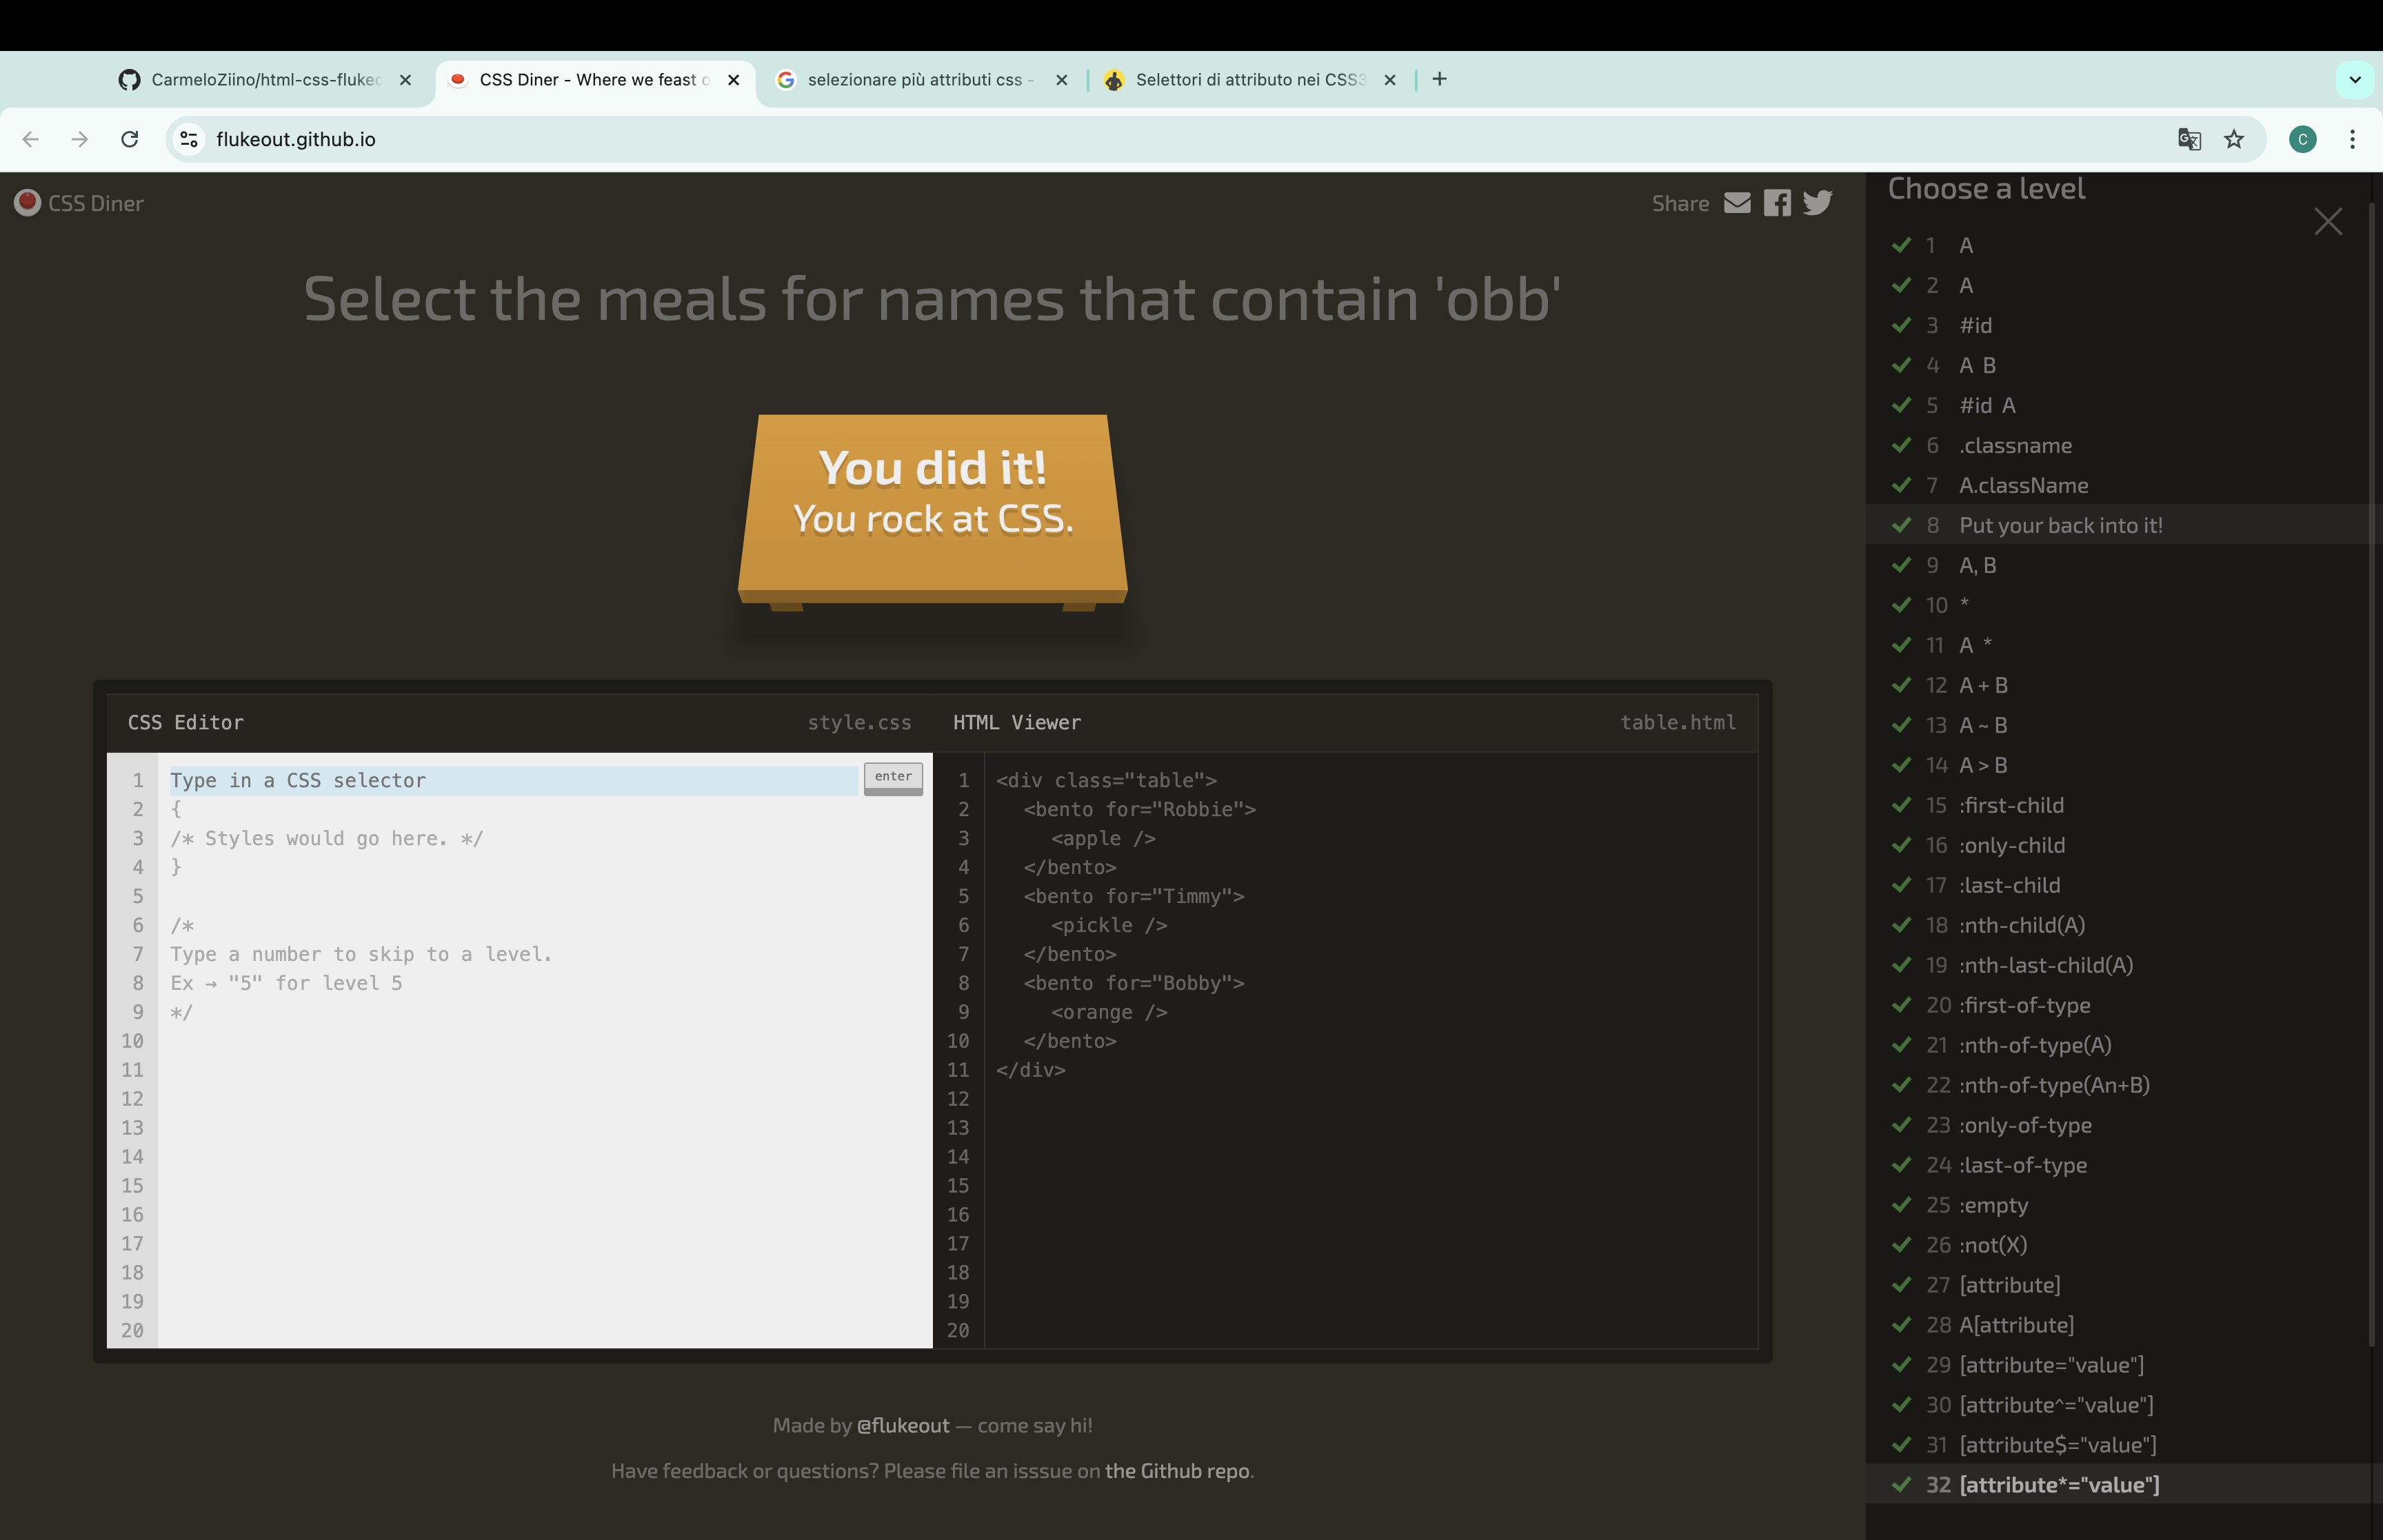 CarmeloZiino/html-css-flukeo
CSS Diner - Where we feast o
selezionare più attributi css -
Selettori di attributo nei CSS3
flukeout.github.io
C
CSS Diner
Share
Select the meals for names that contain 'obb'
You did it!
You rock at CSS.
CSS Editor
style.css
1 Type in a CSS selector
enter
2 {
3 /* Styles would go here. */
4 }
5
6 /*
7 Type a number to skip to a level.
8 Ex → "5" for level 5
9 */
10
11
12
13
14
15
16
17
18
19
20
HTML Viewer
table.html
1 <div class="table">
2 <bento for="Robbie">
3 <apple />
4 </bento>
5 <bento for="Timmy">
6 <pickle />
7 </bento>
8 <bento for="Bobby">
9 <orange />
10 </bento>
11 </div>
12
13
14
15
16
17
18
19
20
Made by @flukeout — come say hi!
Have feedback or questions? Please file an isssue on the Github repo.
Choose a level
1 A
2 A
3 #id
4 A B
5 #id A
6 .classname
7 A.className
8 Put your back into it!
9 A, B
10 *
11 A *
12 A + B
13 A ~ B
14 A > B
15 :first-child
16 :only-child
17 :last-child
18 :nth-child(A)
19 :nth-last-child(A)
20 :first-of-type
21 :nth-of-type(A)
22 :nth-of-type(An+B)
23 :only-of-type
24 :last-of-type
25 :empty
26 :not(X)
27 [attribute]
28 A[attribute]
29 [attribute="value"]
30 [attribute^="value"]
31 [attribute$="value"]
32 [attribute*="value"]